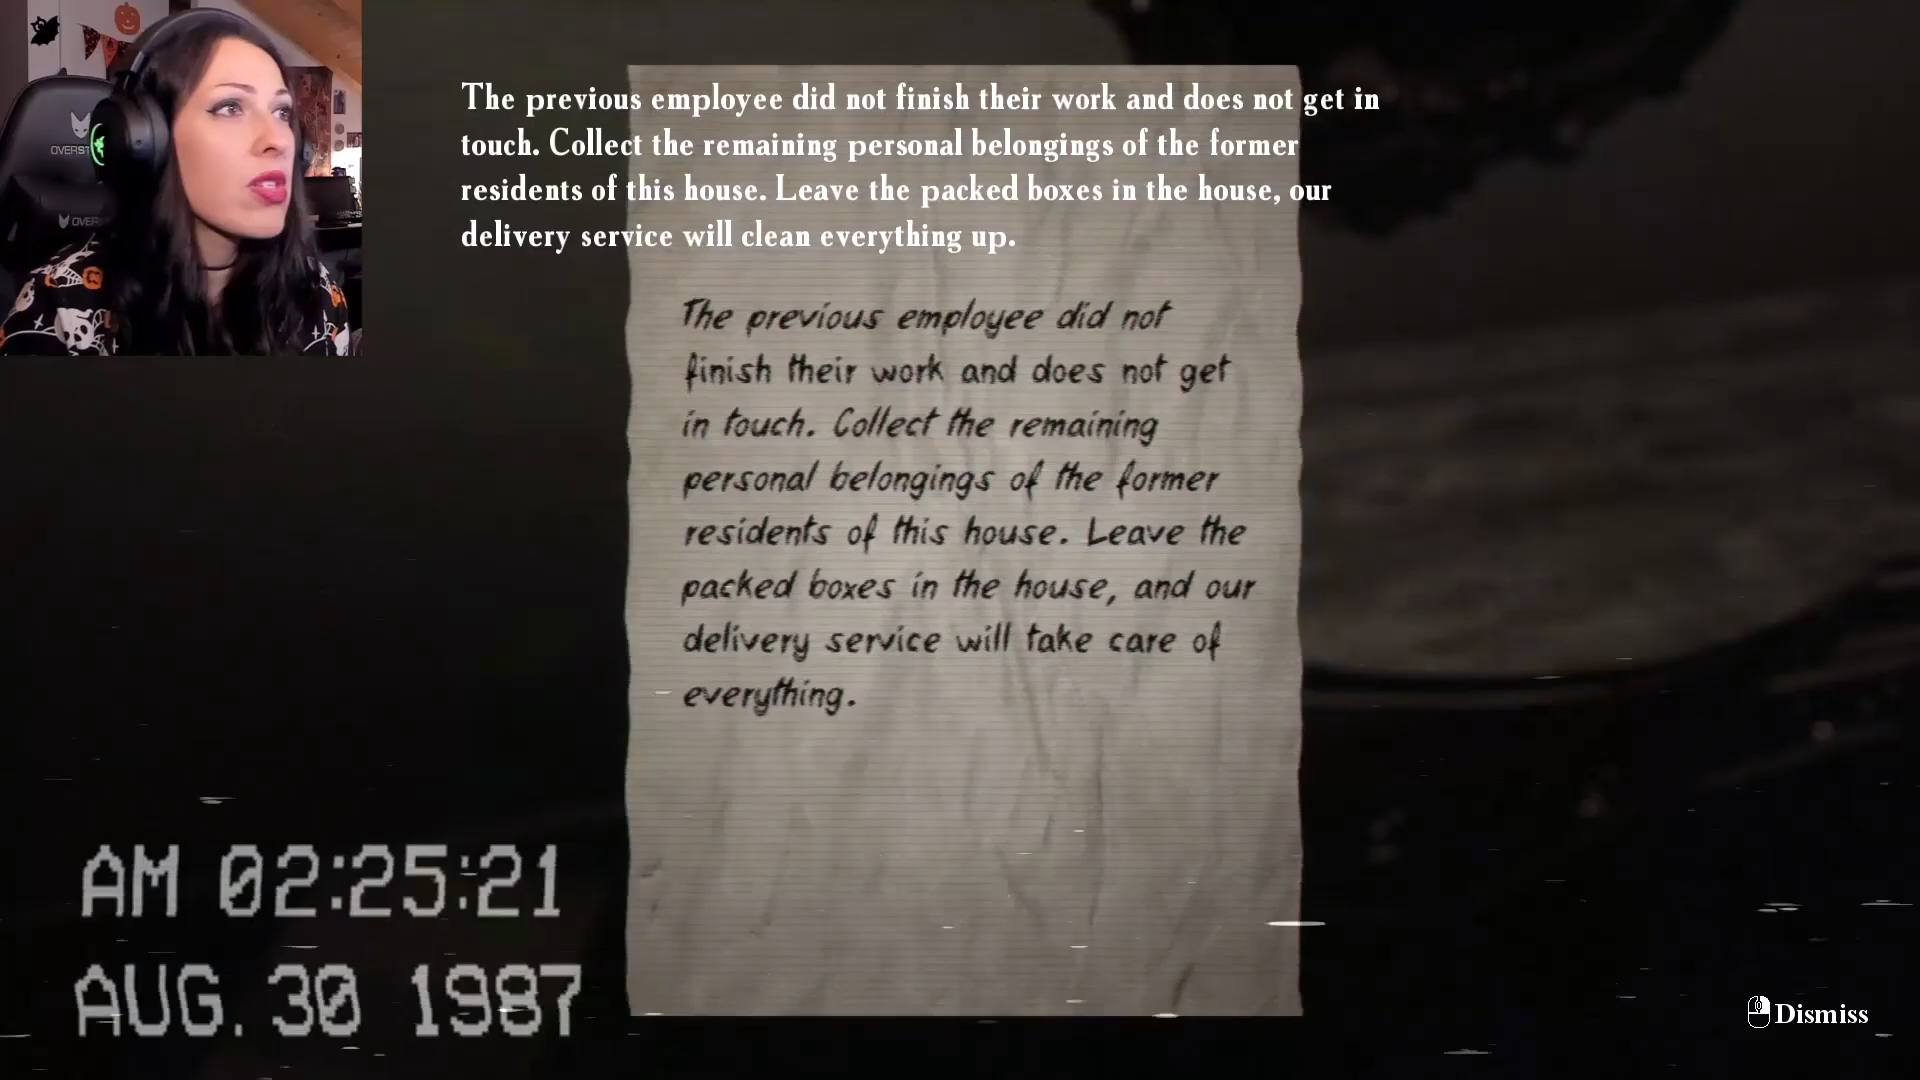 OVERST
OVER
The previous employee did not finish their work and does not get in
touch. Collect the remaining personal belongings of the former
residents of this house. Leave the packed boxes in the house, our
delivery service will clean everything up.
The previous employee did not
finish their work and does not get
in touch. Collect the remaining
personal belongings of the former
residents of this house. Leave the
packed boxes in the house, and our
delivery service will take care of
everything.
AM 02:25:21
AUG. 30 1987
Dismiss